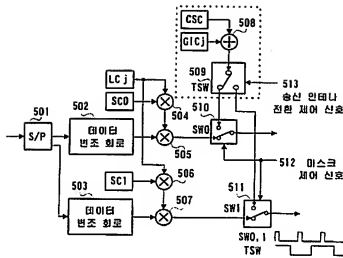 CSC
GICj
508
LCj
SC0
509
TSW
513
송신 안테나
전환 제어 신호
501
502
504
510
S/P
데이터
변조 회로
505
SW0
512 마스크
제어 신호
503
SC1
506
511
데이터
변조 회로
507
SW1
SW0,1
TSW